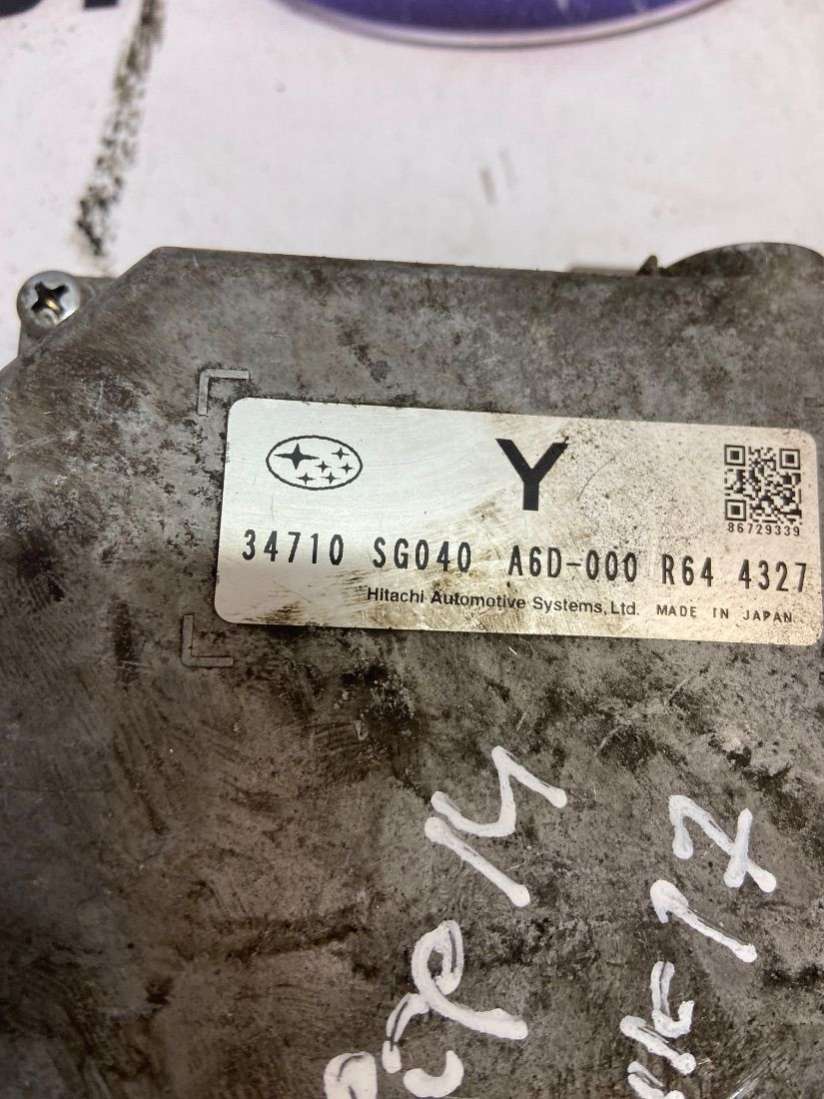 Y
86729339
34710 SG040 A6D-000 R64 4327
Hitachi Automotive Systems, Ltd. MADE IN JAPAN